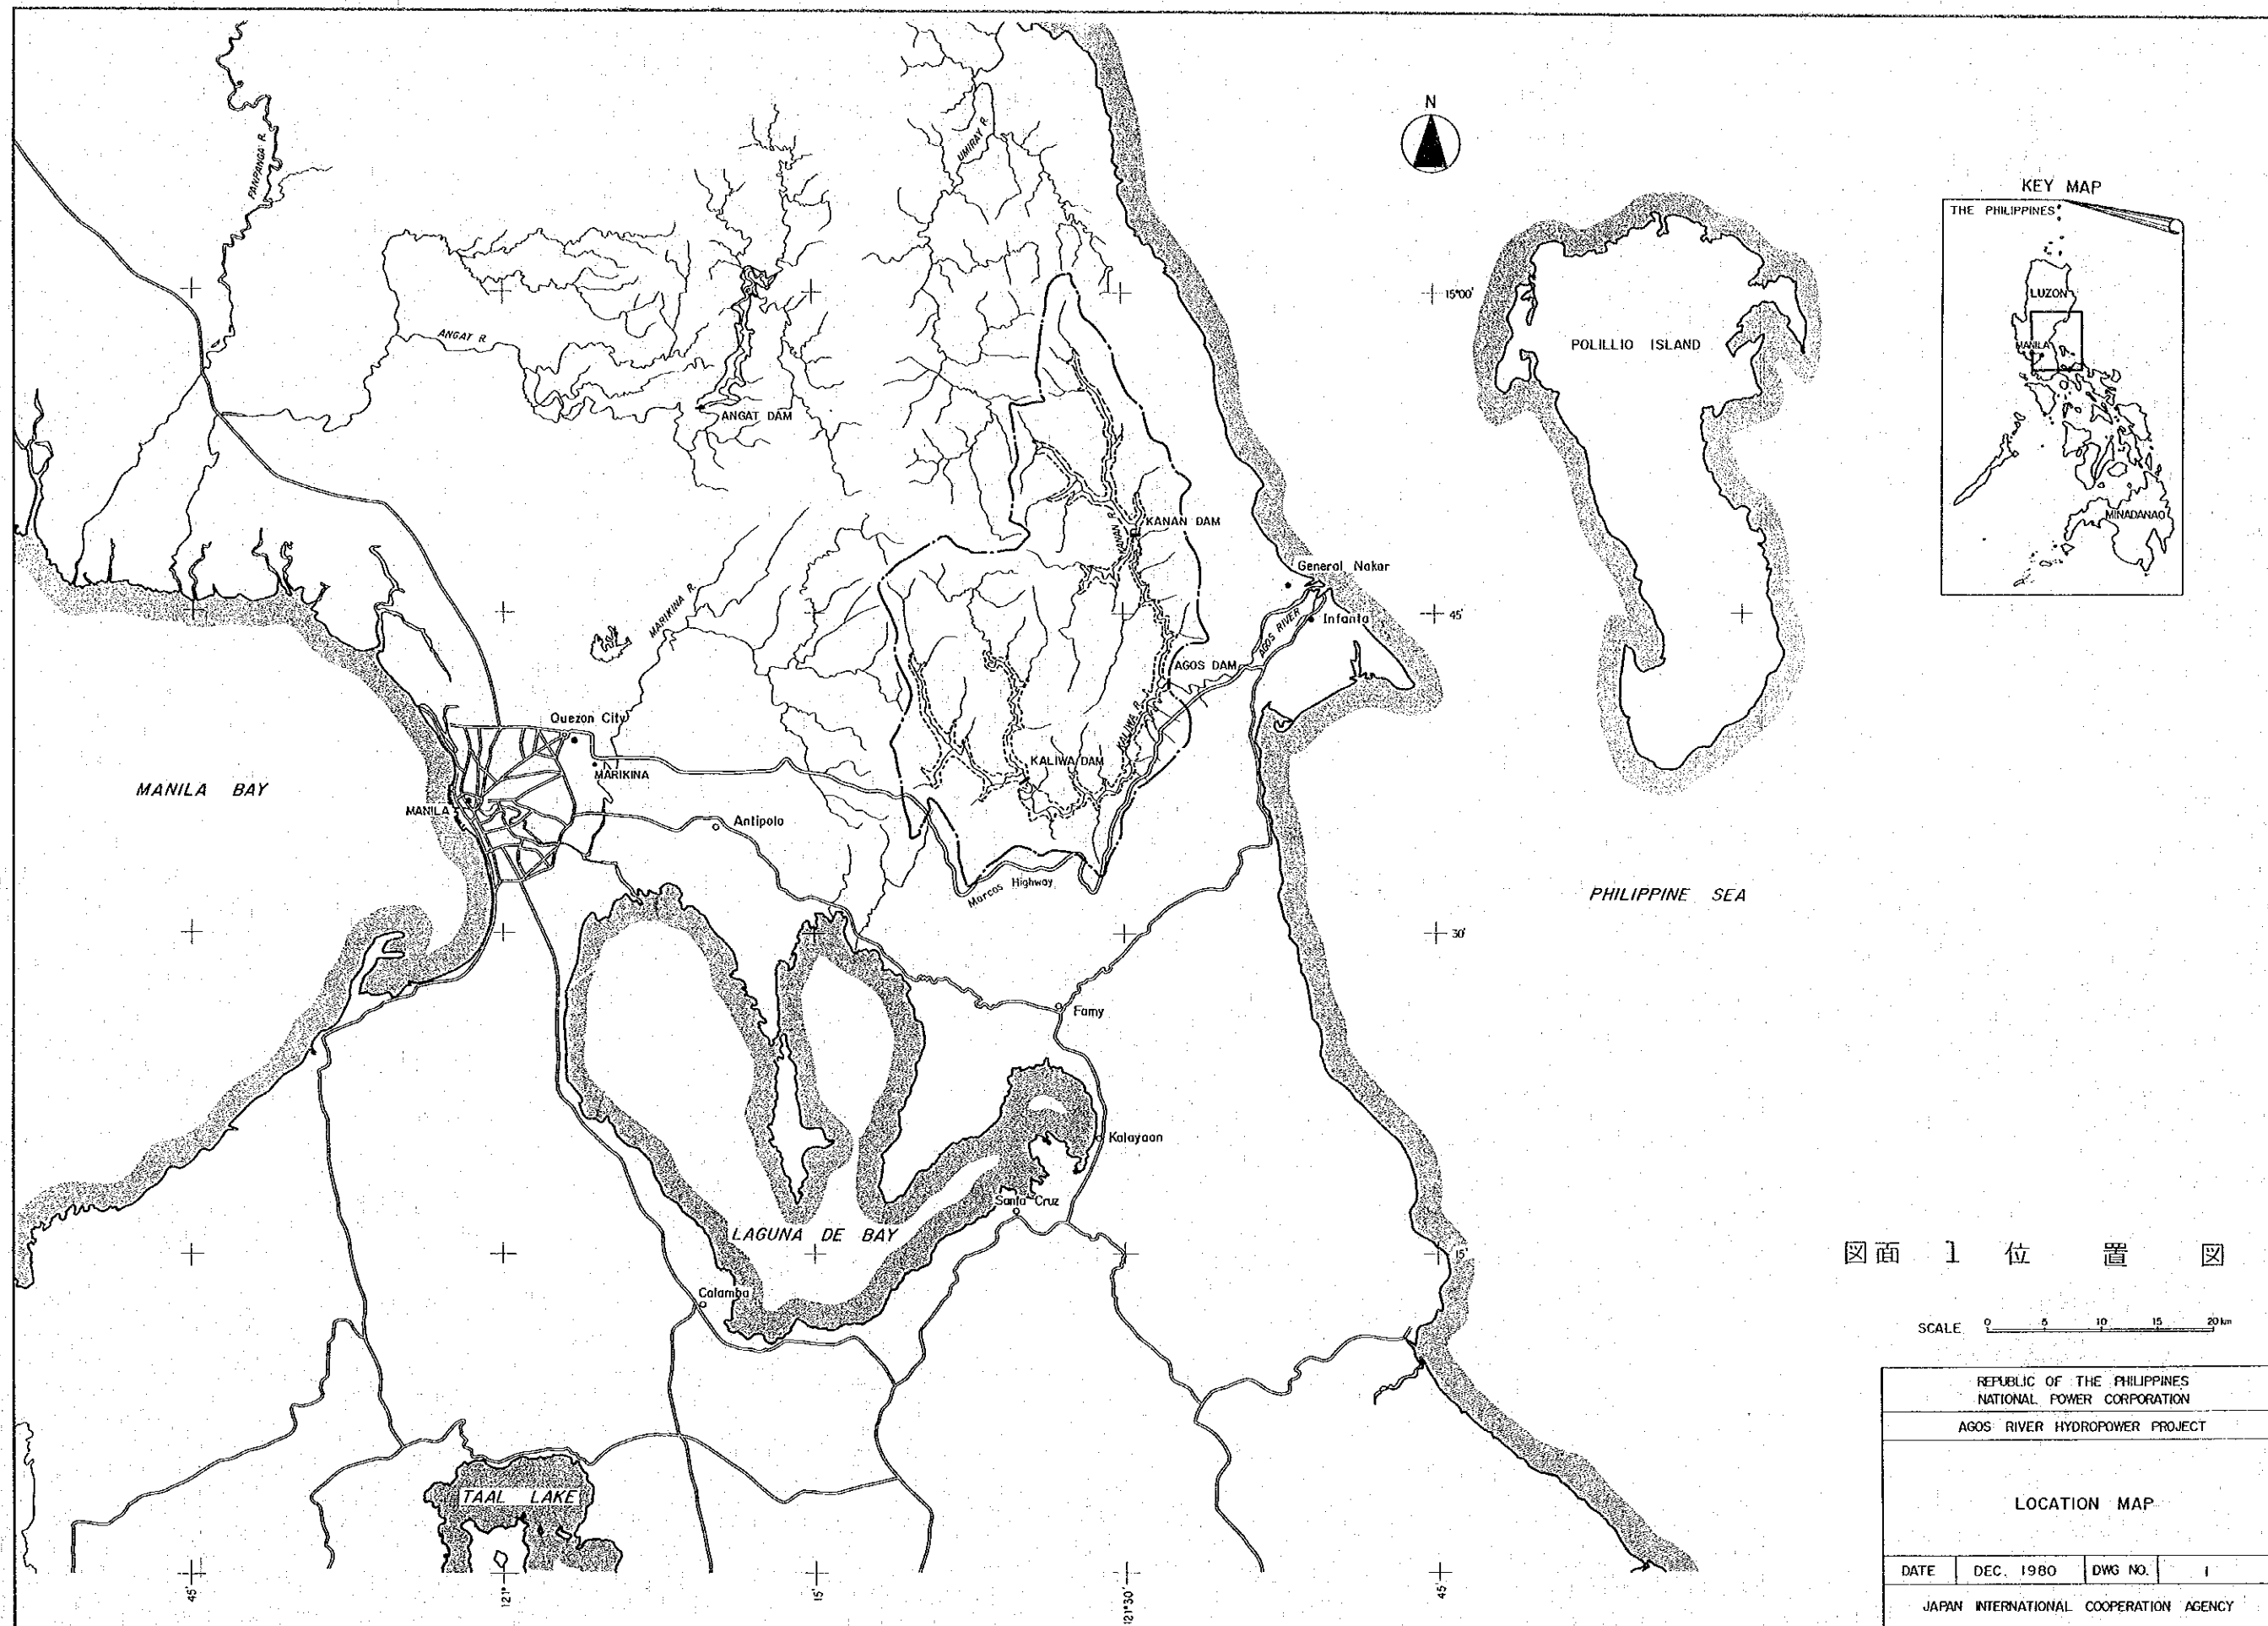 N
KEY MAP
THE PHILIPPINES
LUZON
MANILA
MINADANAO
PANPANGA R.
UMIRAY R.
ANGAT R.
ANGAT DAM
15°00'
POLILLIO ISLAND
KANAN R.
KANAN DAM
General Nakar
MARIKINA R.
45'
Infanta
AGOS RIVER
AGOS DAM
Quezon City
KALIWA R.
KALIWA DAM
MARIKINA
MANILA BAY
MANILA
Antipolo
Marcos Highway
PHILIPPINE SEA
30'
Famy
Kalayaan
Santa Cruz
LAGUNA DE BAY
15'
Calamba
TAAL LAKE
45'
121°
15'
121°30'
45'
図面 1 位 置 図
SCALE 0 5 10 15 20km
REPUBLIC OF THE PHILIPPINES
NATIONAL POWER CORPORATION
AGOS RIVER HYDROPOWER PROJECT
LOCATION MAP
DATE DEC. 1980 DWG NO. 1
JAPAN INTERNATIONAL COOPERATION AGENCY